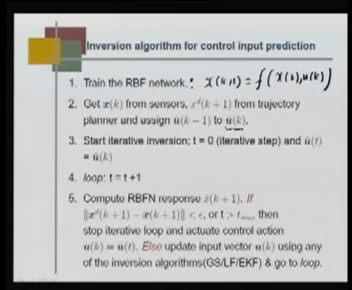 Inversion algorithm for control input prediction
1. Train the RBF network. : x(k+1) = f(x(k), u(k))
2. Get x(k) from sensors, x^d(k + 1) from trajectory
planner and assign û(k − 1) to û(k).
3. Start iterative inversion; t = 0 (iterative step) and û(t)
= û(k)
4. loop: t = t +1
5. Compute RBFN response x̂(k + 1). If
‖x^d(k + 1) − x(k + 1)‖ < ε, or t > t_max then
stop iterative loop and actuate control action
u(k) = û(t). Else update input vector u(k) using any
of the inversion algorithms(GS/LF/EKF) & go to loop.